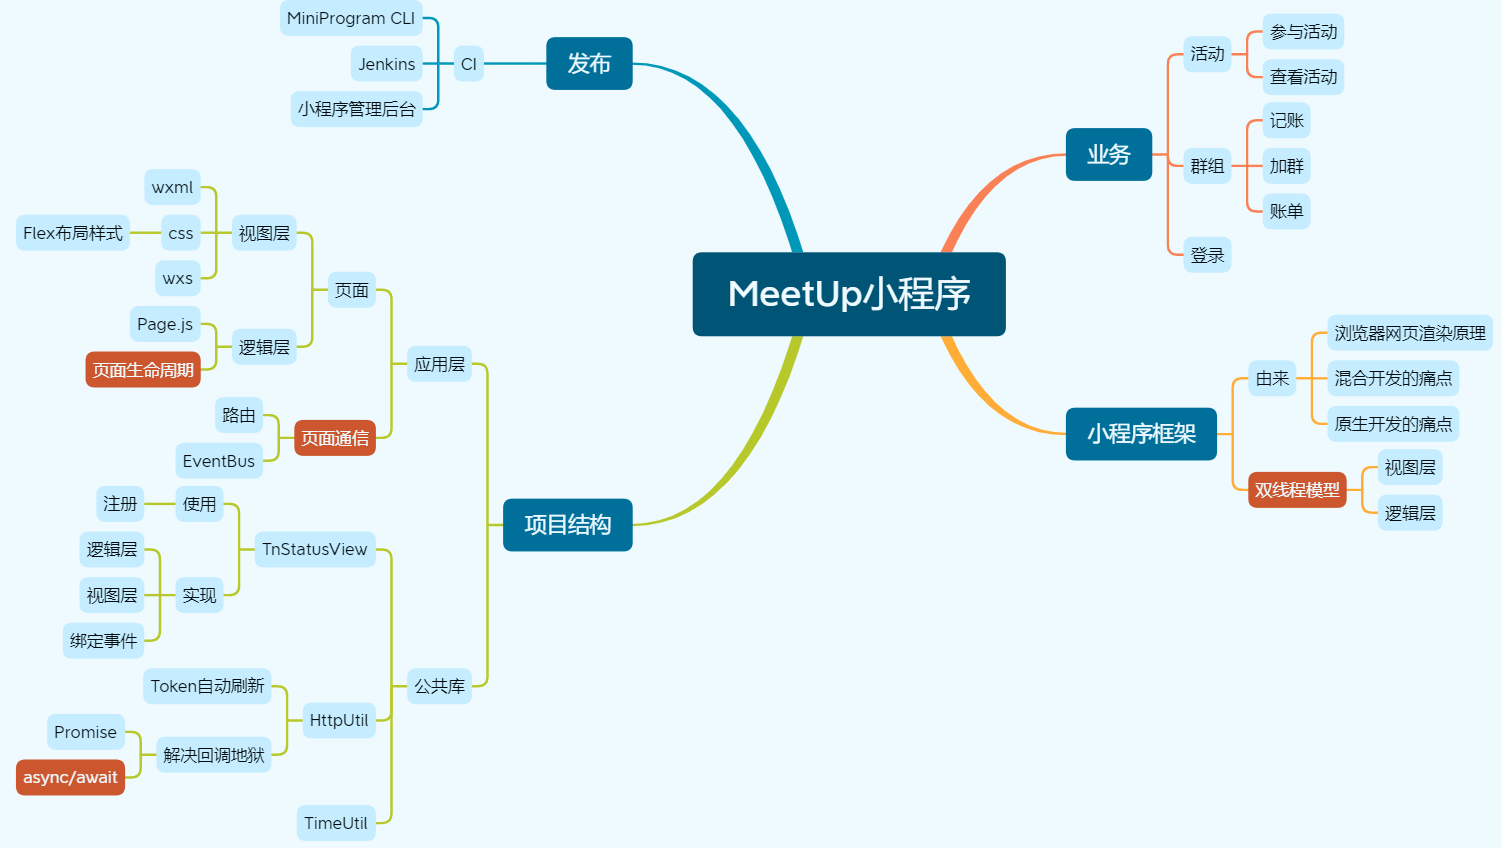 MeetUp小程序
业务
活动
参与活动
查看活动
群组
记账
加群
账单
登录
小程序框架
由来
浏览器网页渲染原理
混合开发的痛点
原生开发的痛点
双线程模型
视图层
逻辑层
发布
CI
MiniProgram CLI
Jenkins
小程序管理后台
项目结构
应用层
页面
视图层
wxml
css
Flex布局样式
wxs
逻辑层
Page.js
页面生命周期
页面通信
路由
EventBus
公共库
TnStatusView
使用
注册
实现
逻辑层
视图层
绑定事件
HttpUtil
Token自动刷新
解决回调地狱
Promise
async/await
TimeUtil